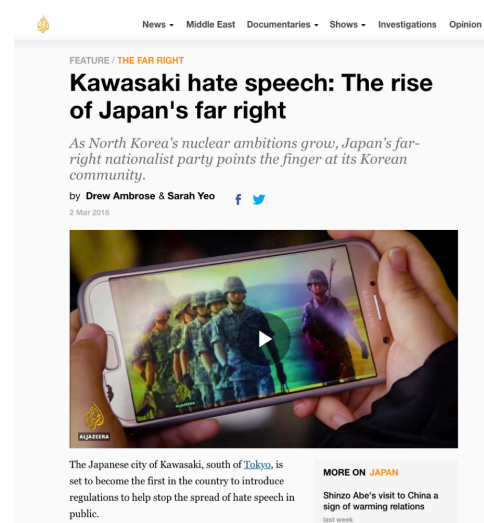 News Middle East Documentaries Shows Investigations Opinion
FEATURE / THE FAR RIGHT
Kawasaki hate speech: The rise
of Japan's far right
As North Korea's nuclear ambitions grow, Japan's far-
right nationalist party points the finger at its Korean
community.
by Drew Ambrose & Sarah Yeo
2 Mar 2018
ALJAZEERA
The Japanese city of Kawasaki, south of Tokyo, is
set to become the first in the country to introduce
regulations to help stop the spread of hate speech in
public.
MORE ON JAPAN
Shinzo Abe's visit to China a
sign of warming relations
last week